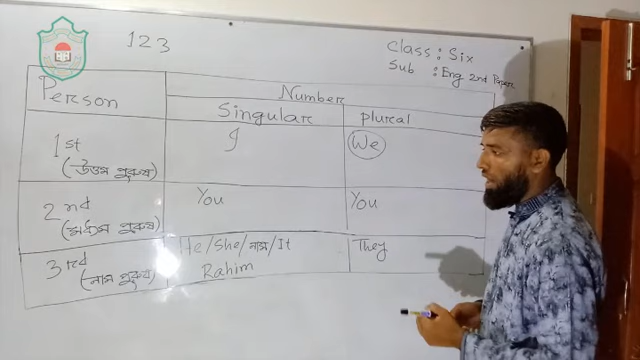 123
Class: Six
Sub : Eng 2nd Paper
Person
Number
Singular
plural
1st
(উত্তম পুরুষ)
I
We
2nd
(মধ্যম পুরুষ)
You
You
3rd
(নাম পুরুষ)
He/She/নাম/It
Rahim
They